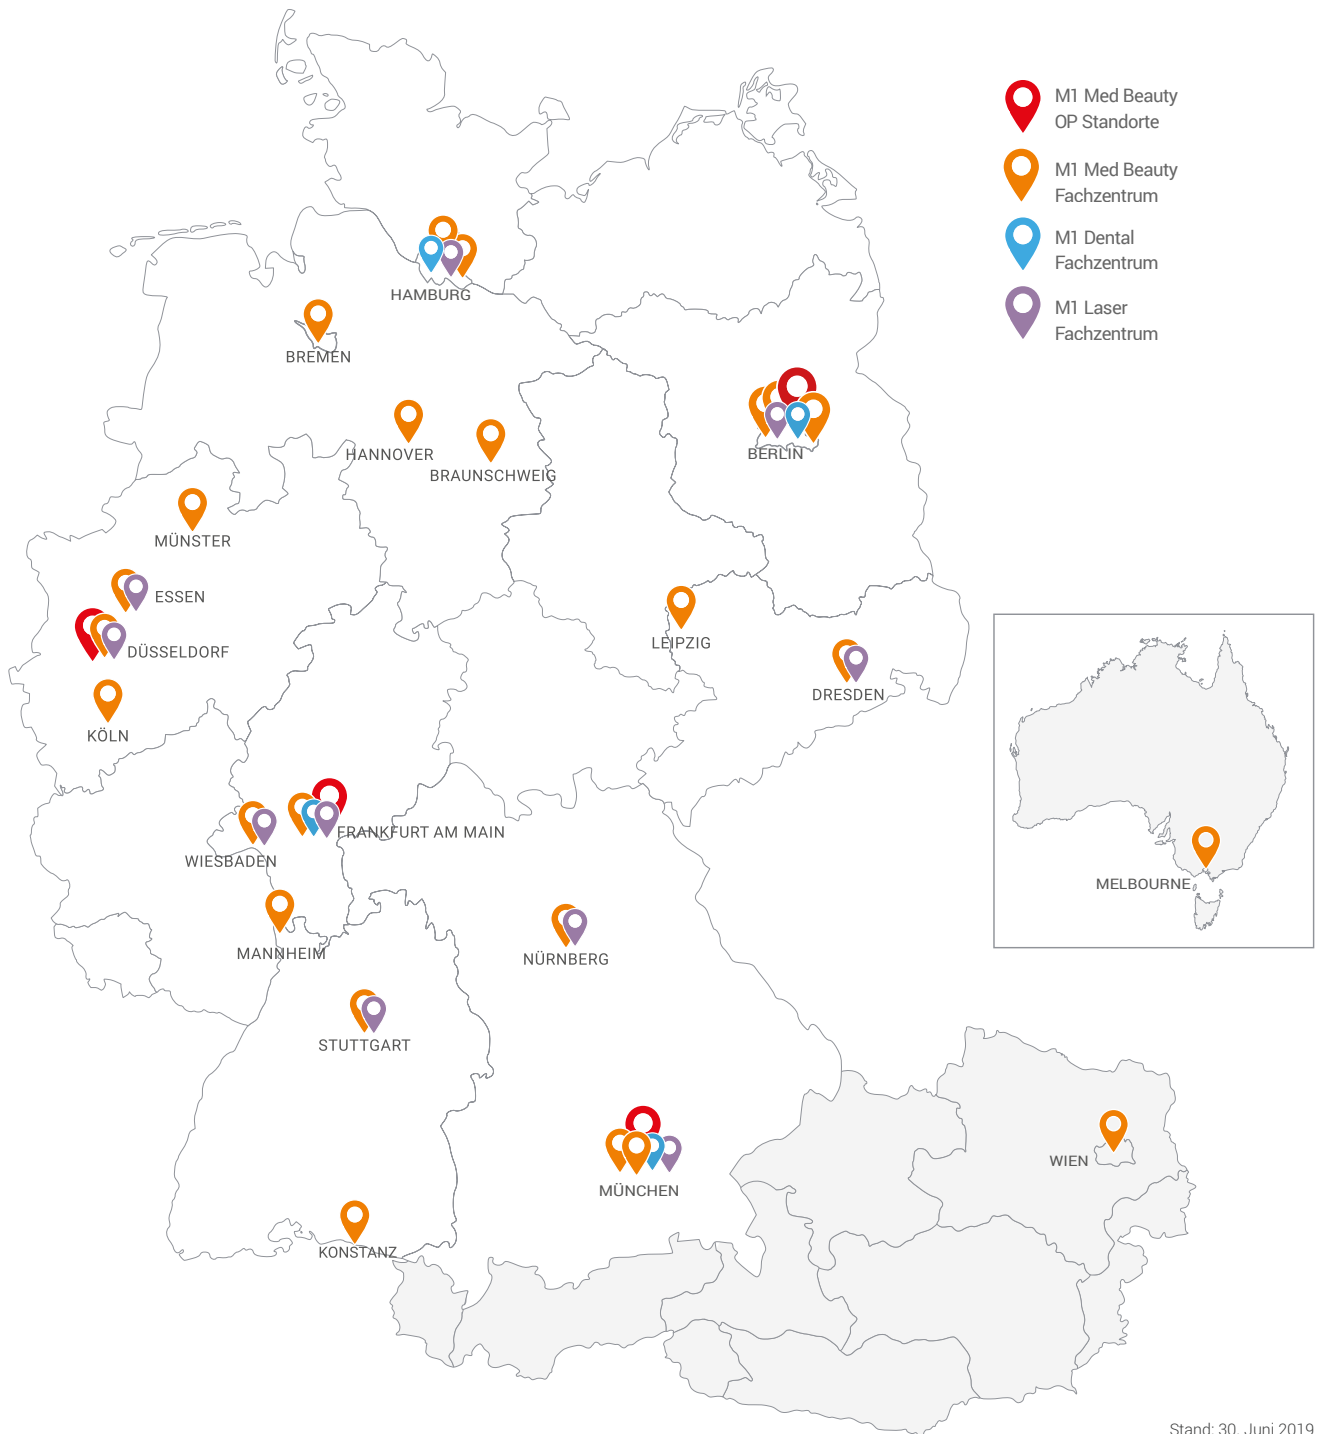 M1 Med Beauty
OP Standorte
M1 Med Beauty
Fachzentrum
M1 Dental
Fachzentrum
M1 Laser
Fachzentrum
HAMBURG
BREMEN
HANNOVER
BRAUNSCHWEIG
BERLIN
MÜNSTER
ESSEN
DÜSSELDORF
KÖLN
LEIPZIG
DRESDEN
FRANKFURT AM MAIN
WIESBADEN
MANNHEIM
NÜRNBERG
STUTTGART
MÜNCHEN
KONSTANZ
WIEN
MELBOURNE
Stand: 30. Juni 2019